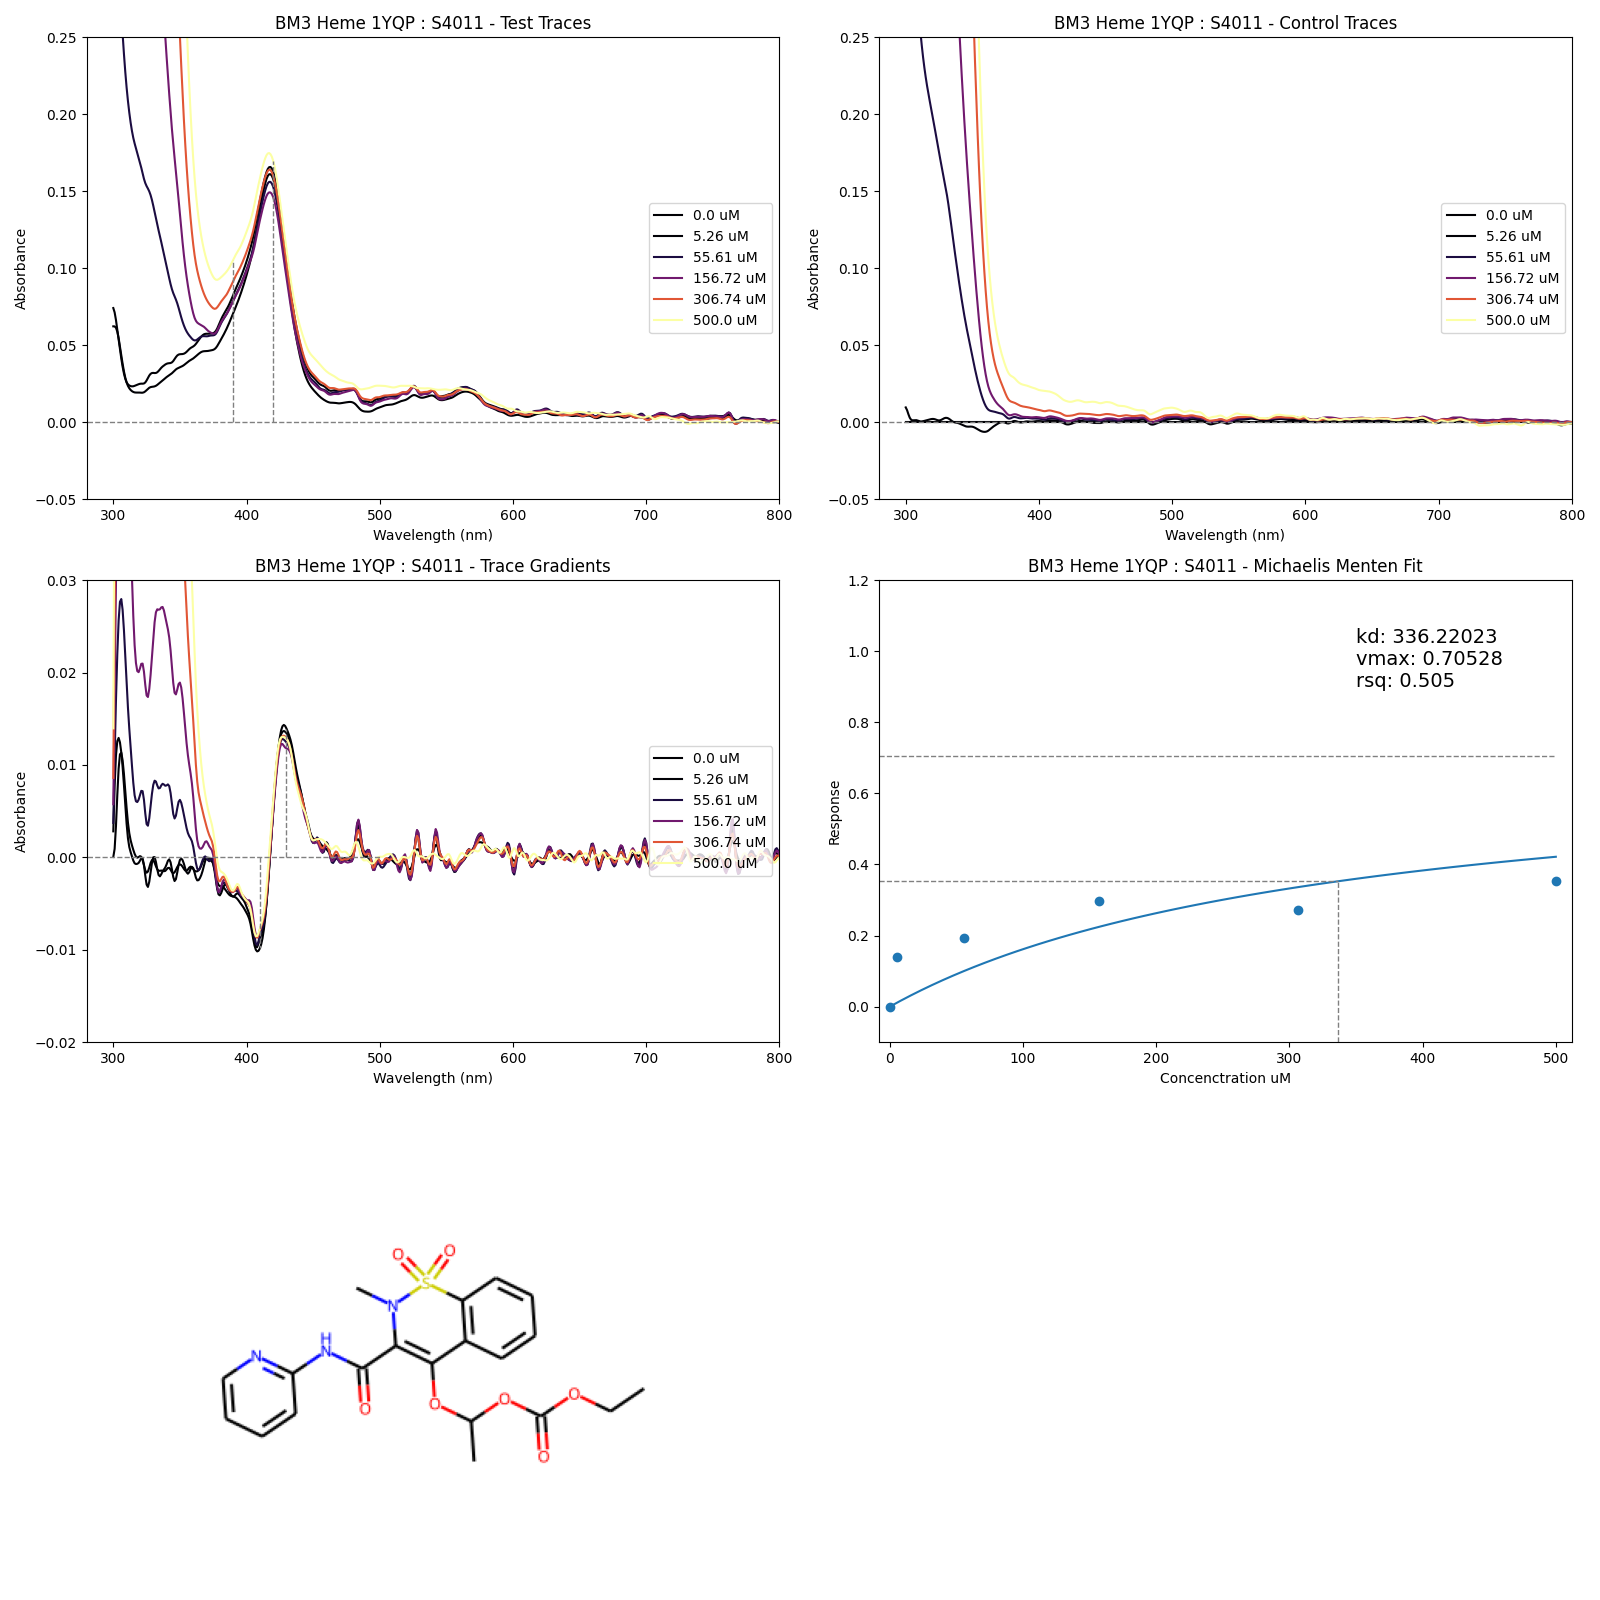 BM3 Heme 1YQP : S4011 - Test Traces
0.25
0.20
0.15
0.10
0.05
0.00
−0.05
Absorbance
0.0 uM
5.26 uM
55.61 uM
156.72 uM
306.74 uM
500.0 uM
300 400 500 600 700 800
Wavelength (nm)
BM3 Heme 1YQP : S4011 - Control Traces
0.25
0.20
0.15
0.10
0.05
0.00
−0.05
Absorbance
0.0 uM
5.26 uM
55.61 uM
156.72 uM
306.74 uM
500.0 uM
300 400 500 600 700 800
Wavelength (nm)
BM3 Heme 1YQP : S4011 - Trace Gradients
0.03
0.02
0.01
0.00
−0.01
−0.02
Absorbance
0.0 uM
5.26 uM
55.61 uM
156.72 uM
306.74 uM
500.0 uM
300 400 500 600 700 800
Wavelength (nm)
BM3 Heme 1YQP : S4011 - Michaelis Menten Fit
1.2
1.0
0.8
0.6
0.4
0.2
0.0
Response
kd: 336.22023
vmax: 0.70528
rsq: 0.505
0 100 200 300 400 500
Concenctration uM
O O
S
N
H
N N
O O O O
O